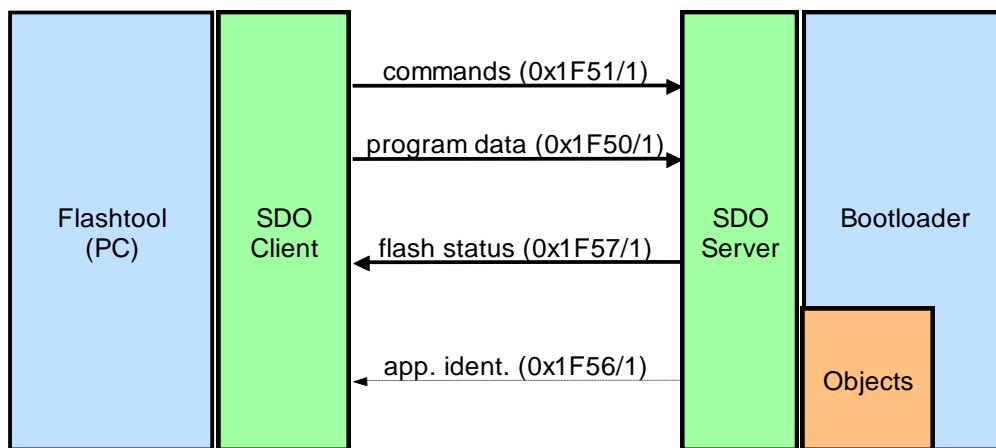 commands (0x1F51/1)
program data (0x1F50/1)
Flashtool
(PC)
SDO
Client
flash status (0x1F57/1)
SDO
Server
Bootloader
app. ident. (0x1F56/1)
Objects